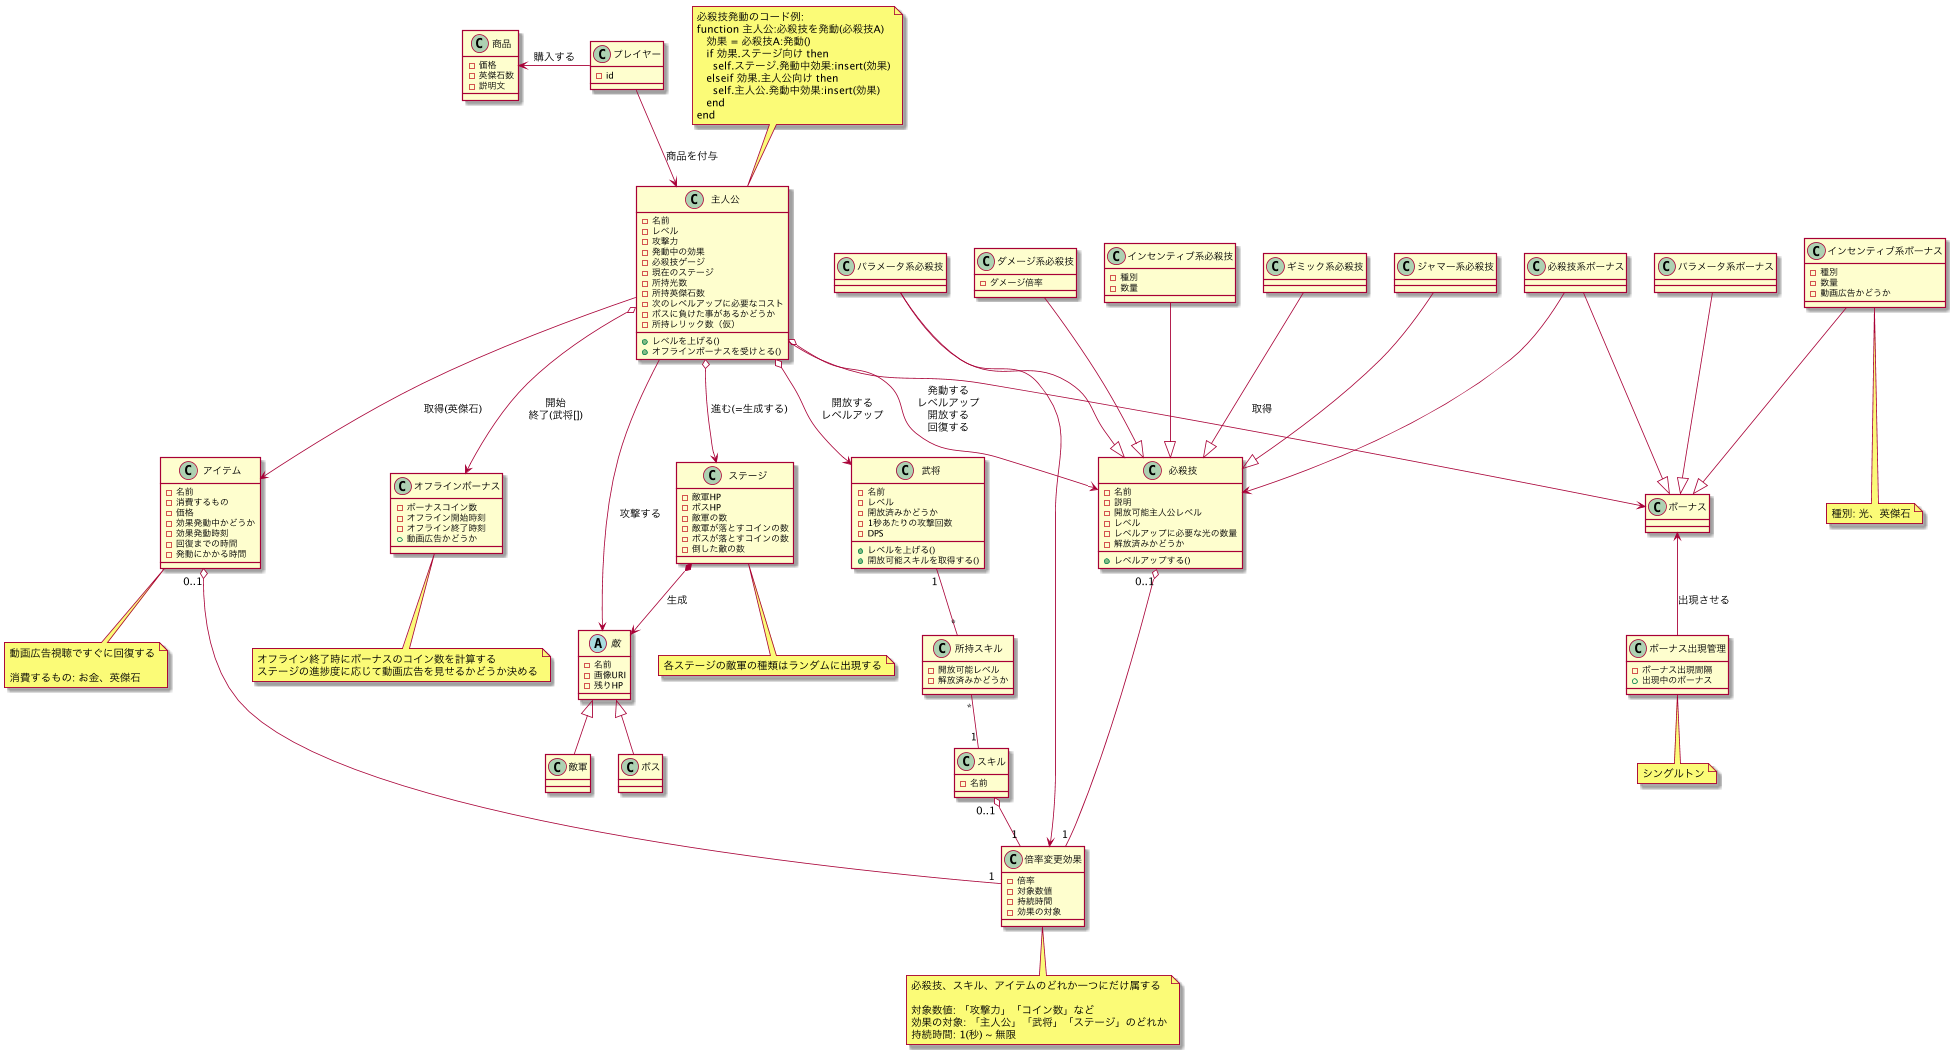 必殺技発動のコード例:
function 主人公:必殺技を発動(必殺技A)
効果 = 必殺技A:発動()
if 効果.ステージ向け then
self.ステージ.発動中効果:insert(効果)
elseif 効果.主人公向け then
self.主人公.発動中効果:insert(効果)
end
end
C 商品
価格
英傑石数
説明文
購入する
C プレイヤー
id
商品を付与
C 主人公
名前
レベル
攻撃力
発動中の効果
必殺技ゲージ
現在のステージ
所持光数
所持英傑石数
次のレベルアップに必要なコスト
ボスに負けた事があるかどうか
所持レリック数（仮）
レベルを上げる()
オフラインボーナスを受けとる()
C パラメータ系必殺技
C ダメージ系必殺技
ダメージ倍率
C インセンティブ系必殺技
種別
数量
C ギミック系必殺技
C ジャマー系必殺技
C 必殺技系ボーナス
C パラメータ系ボーナス
C インセンティブ系ボーナス
種別
数量
動画広告かどうか
取得(英傑石)
開始
終了(武将[])
攻撃する
進む(=生成する)
開放する
レベルアップ
発動する
レベルアップ
開放する
回復する
取得
C アイテム
名前
消費するもの
価格
効果発動中かどうか
効果発動時刻
回復までの時間
発動にかかる時間
C オフラインボーナス
ボーナスコイン数
オフライン開始時刻
オフライン終了時刻
動画広告かどうか
C ステージ
敵軍HP
ボスHP
敵軍の数
敵軍が落とすコインの数
ボスが落とすコインの数
倒した敵の数
C 武将
名前
レベル
開放済みかどうか
1秒あたりの攻撃回数
DPS
レベルを上げる()
開放可能スキルを取得する()
C 必殺技
名前
説明
開放可能主人公レベル
レベル
レベルアップに必要な光の数量
解放済みかどうか
レベルアップする()
C ボーナス
種別: 光、英傑石
0..1
生成
1
*
0..1
出現させる
動画広告視聴ですぐに回復する
消費するもの: お金、英傑石
オフライン終了時にボーナスのコイン数を計算する
ステージの進捗度に応じて動画広告を見せるかどうか決める
A 敵
名前
画像URI
残りHP
各ステージの敵軍の種類はランダムに出現する
C 所持スキル
開放可能レベル
解放済みかどうか
C ボーナス出現管理
ボーナス出現間隔
出現中のボーナス
*
1
C 敵軍
C ボス
C スキル
名前
シングルトン
0..1
1
1
1
C 倍率変更効果
倍率
対象数値
持続時間
効果の対象
必殺技、スキル、アイテムのどれか一つにだけ属する
対象数値: 「攻撃力」「コイン数」など
効果の対象: 「主人公」「武将」「ステージ」のどれか
持続時間: 1(秒) ~ 無限